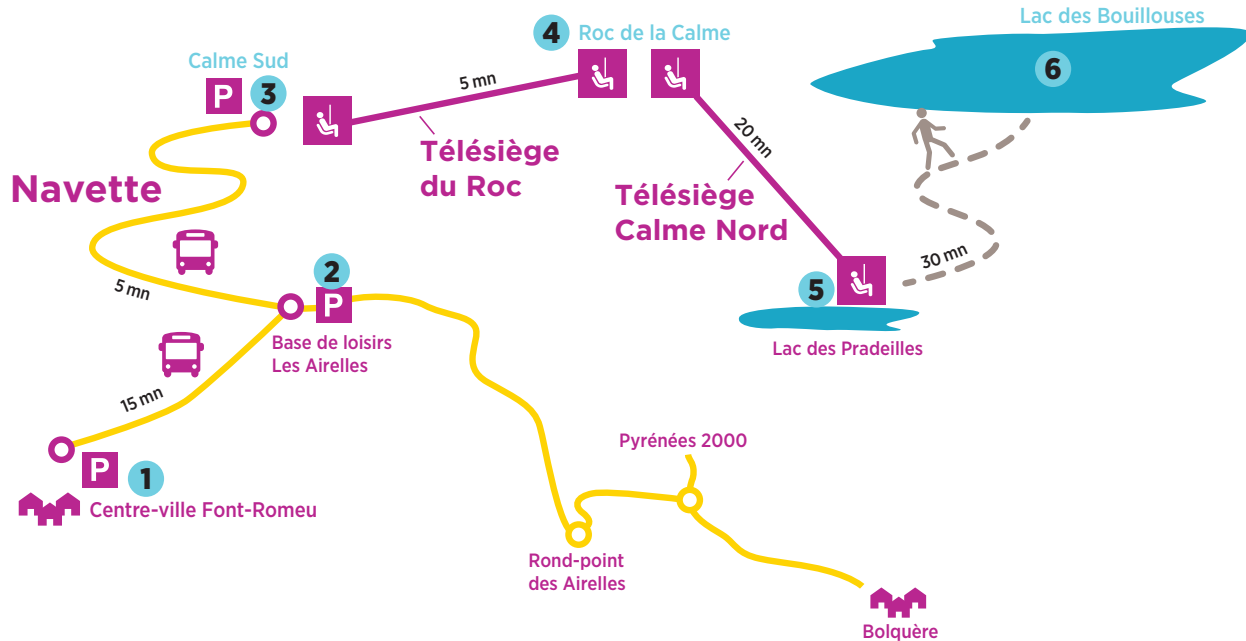 Lac des Bouillouses
6
4
Roc de la Calme
Calme Sud
P
3
5 mn
20 mn
Télésiège
du Roc
Navette
Télésiège
Calme Nord
30 mn
5 mn
2
P
5
Base de loisirs
Les Airelles
Lac des Pradeilles
15 mn
P
1
Centre-ville Font-Romeu
Pyrénées 2000
Rond-point
des Airelles
Bolquère